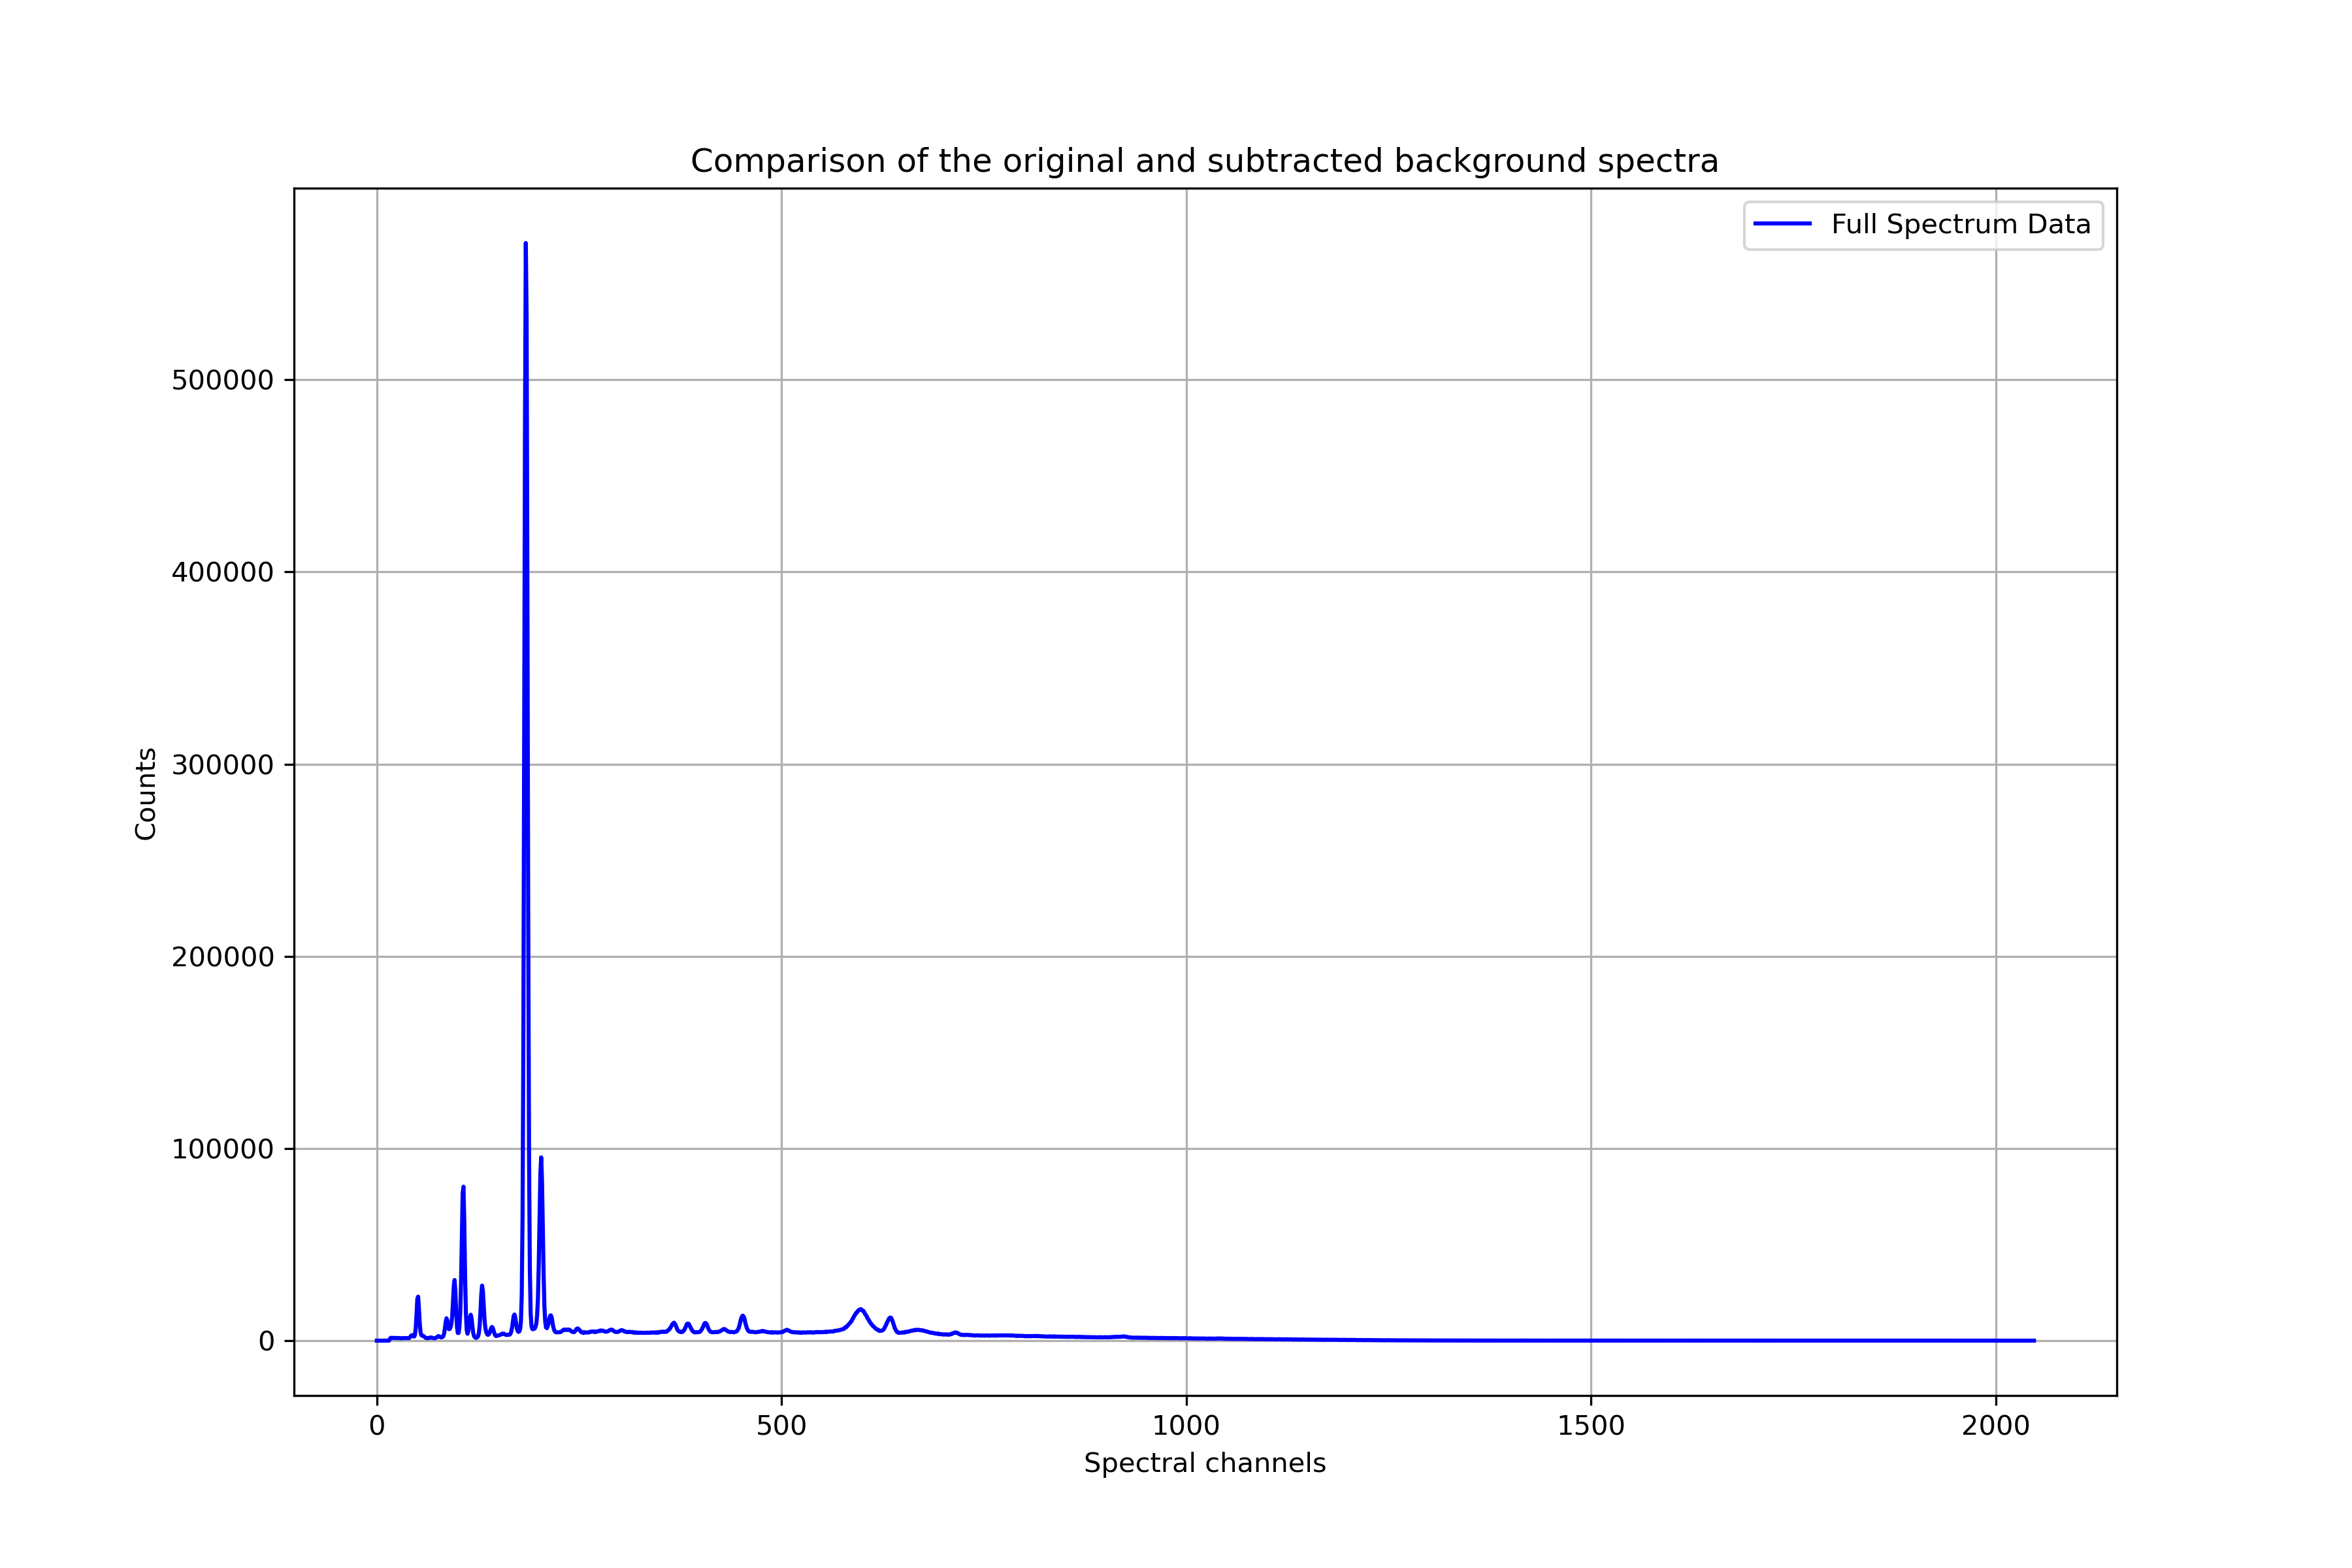 Comparison of the original and subtracted background spectra
Full Spectrum Data
500000
400000
300000
200000
100000
0
Counts
0 500 1000 1500 2000
Spectral channels